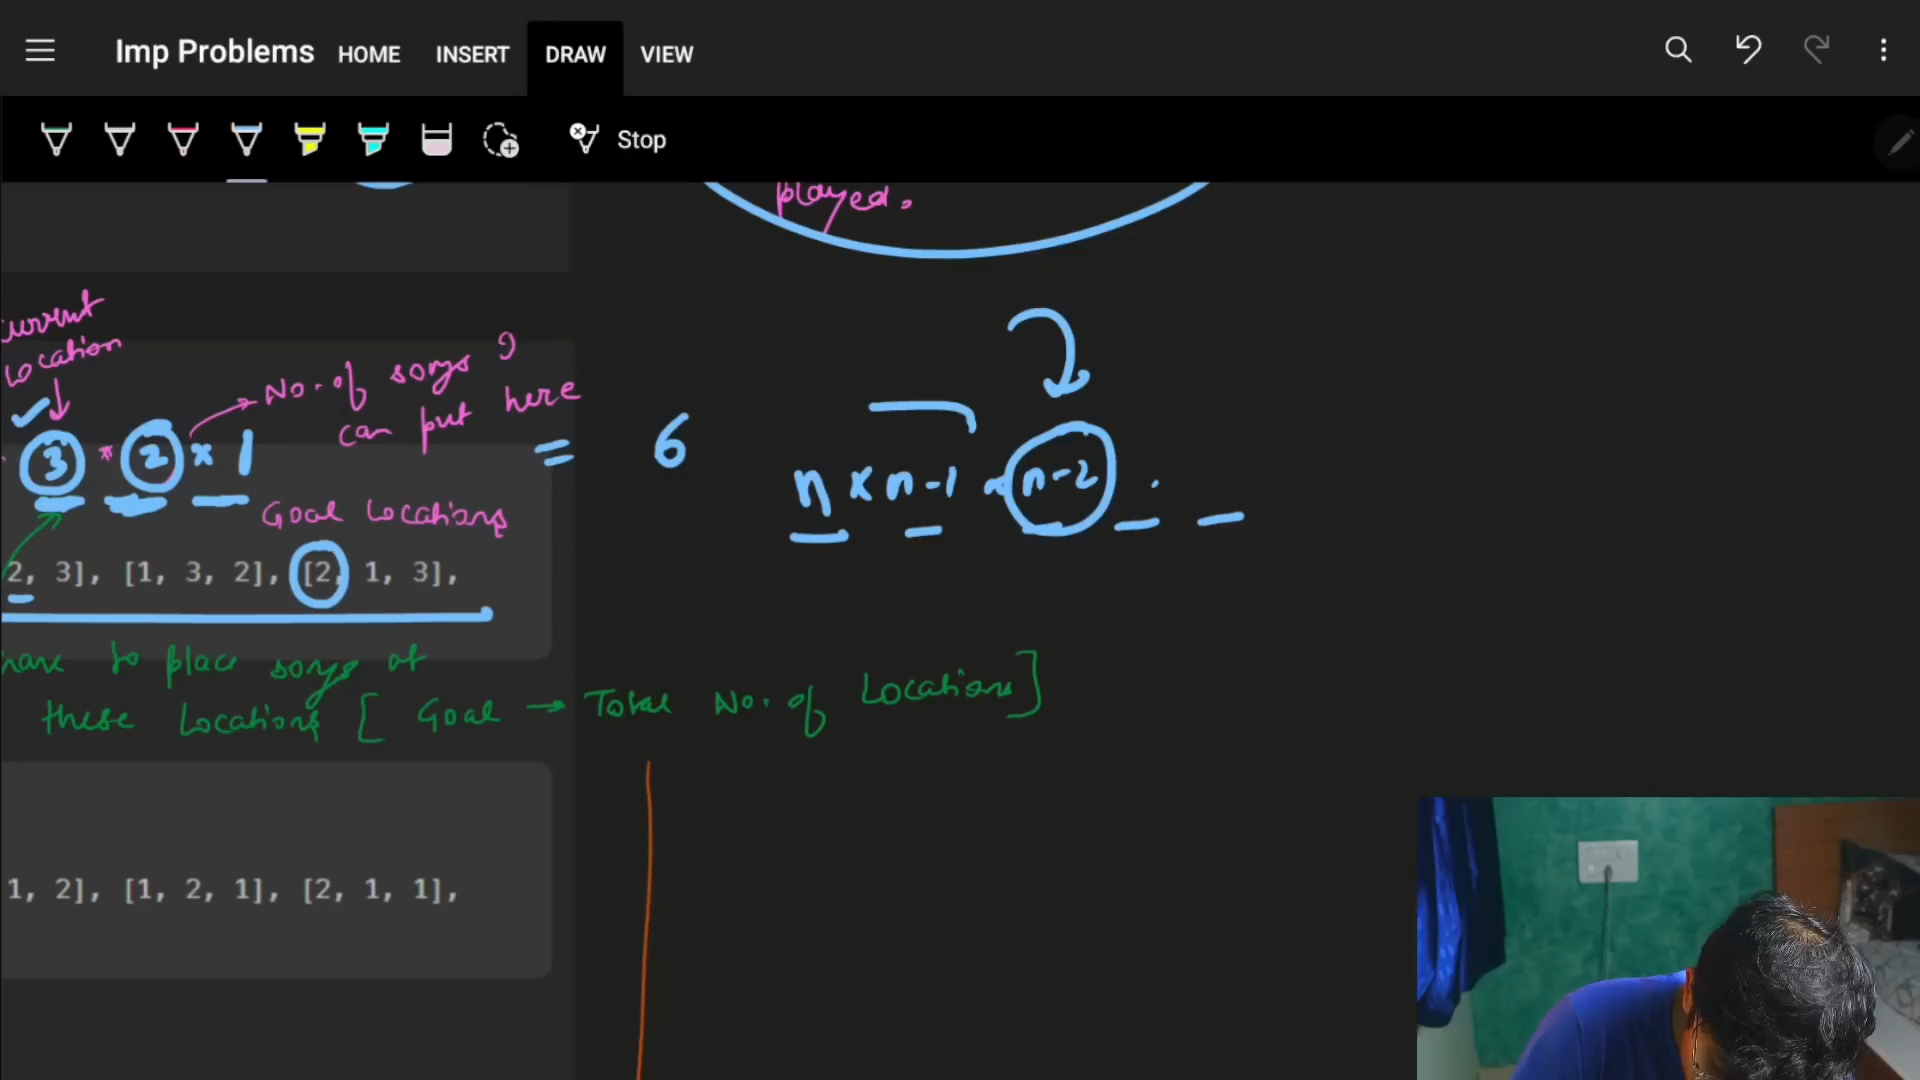 Imp Problems HOME INSERT DRAW VIEW
Stop
played.
current
Location
No. of songs I
can put here
3 * 2 x 1 = 6
n x n-1 n-2 .
Goal Locations
2, 3], [1, 3, 2], [2, 1, 3],
have to place songs at
these Locations [ Goal → Total No. of Locations ]
1, 2], [1, 2, 1], [2, 1, 1],